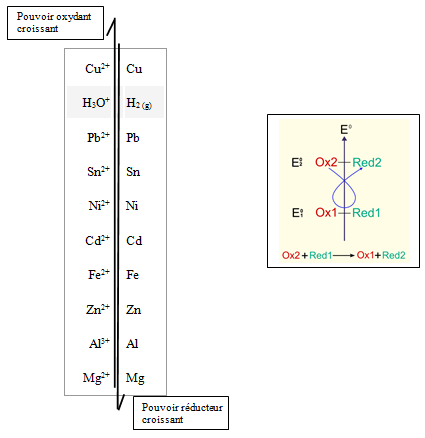 Pouvoir oxydant
croissant
Cu²⁺ Cu
H₃O⁺ H₂ (g)
Pb²⁺ Pb
Sn²⁺ Sn
Ni²⁺ Ni
Cd²⁺ Cd
Fe²⁺ Fe
Zn²⁺ Zn
Al³⁺ Al
Mg²⁺ Mg
Pouvoir réducteur
croissant
E°
E°₂ Ox2 Red2
E°₁ Ox1 Red1
Ox2+Red1→Ox1+Red2